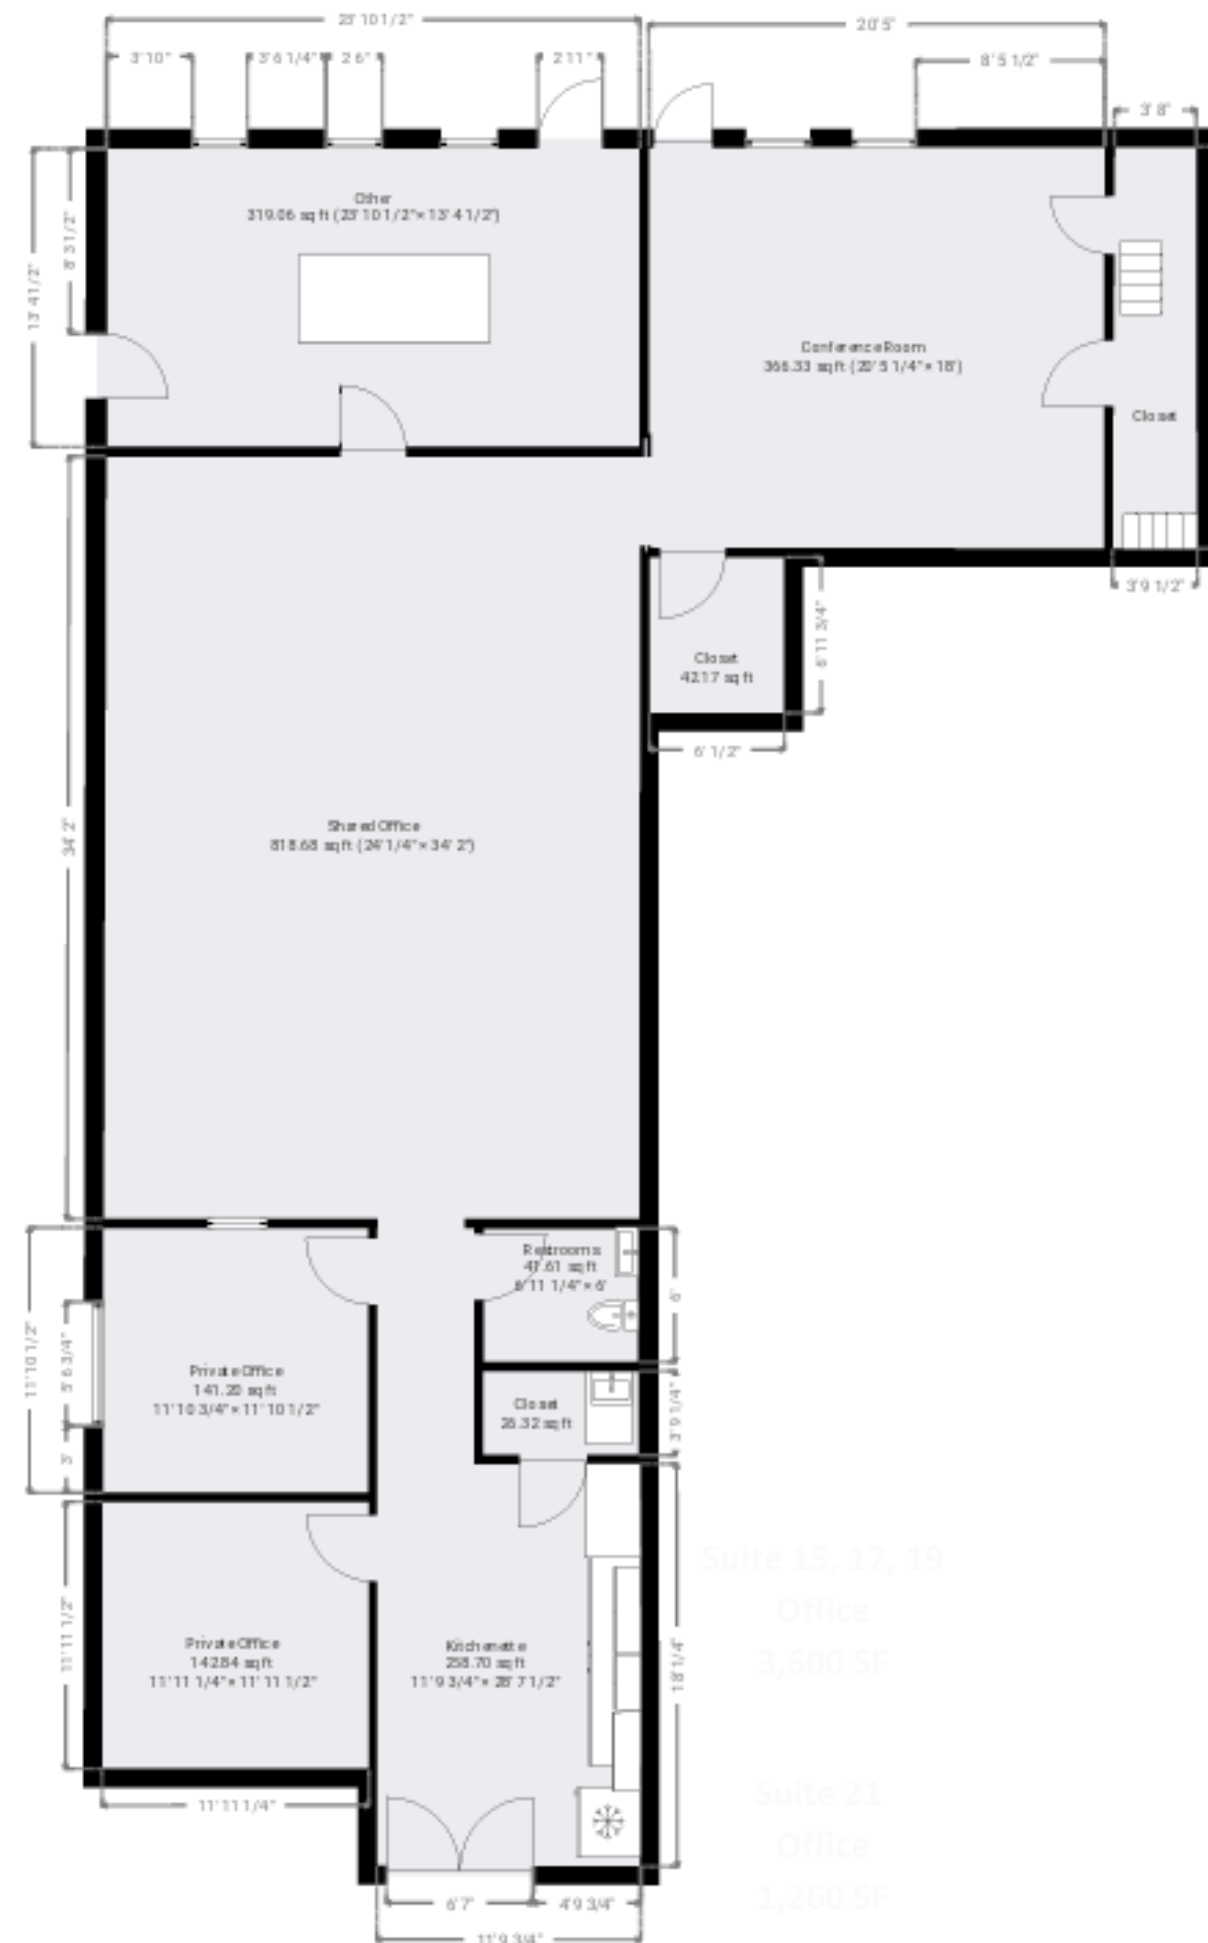 23' 10 1/2"
20' 5"
3' 10"
3' 6 1/4"
2' 6"
2' 11"
8' 5 1/2"
3' 8"
Other
319.06 sq ft (23' 10 1/2" × 13' 4 1/2")
8' 3 1/2"
13' 4 1/2"
Conference Room
366.33 sq ft (20' 5 1/4" × 18')
Closet
3' 9 1/2"
6' 11 3/4"
Closet
42.17 sq ft
6' 1/2"
34' 2"
Shared Office
818.68 sq ft (24' 1/4" × 34' 2")
Restrooms
41.61 sq ft
6' 11 1/4" × 6'
6'
11' 10 1/2"
5' 6 3/4"
3'
Private Office
141.20 sq ft
11' 10 3/4" × 11' 10 1/2"
Closet
26.32 sq ft
3' 9 1/4"
Suite 15, 17, 19
Office
3,600 SF
11' 11 1/2"
Private Office
142.84 sq ft
11' 11 1/4" × 11' 11 1/2"
Kitchenette
258.70 sq ft
11' 9 3/4" × 28' 7 1/2"
18' 1/4"
Suite 21
Office
1,260 SF
11' 11 1/4"
6' 7"
4' 9 3/4"
11' 9 3/4"